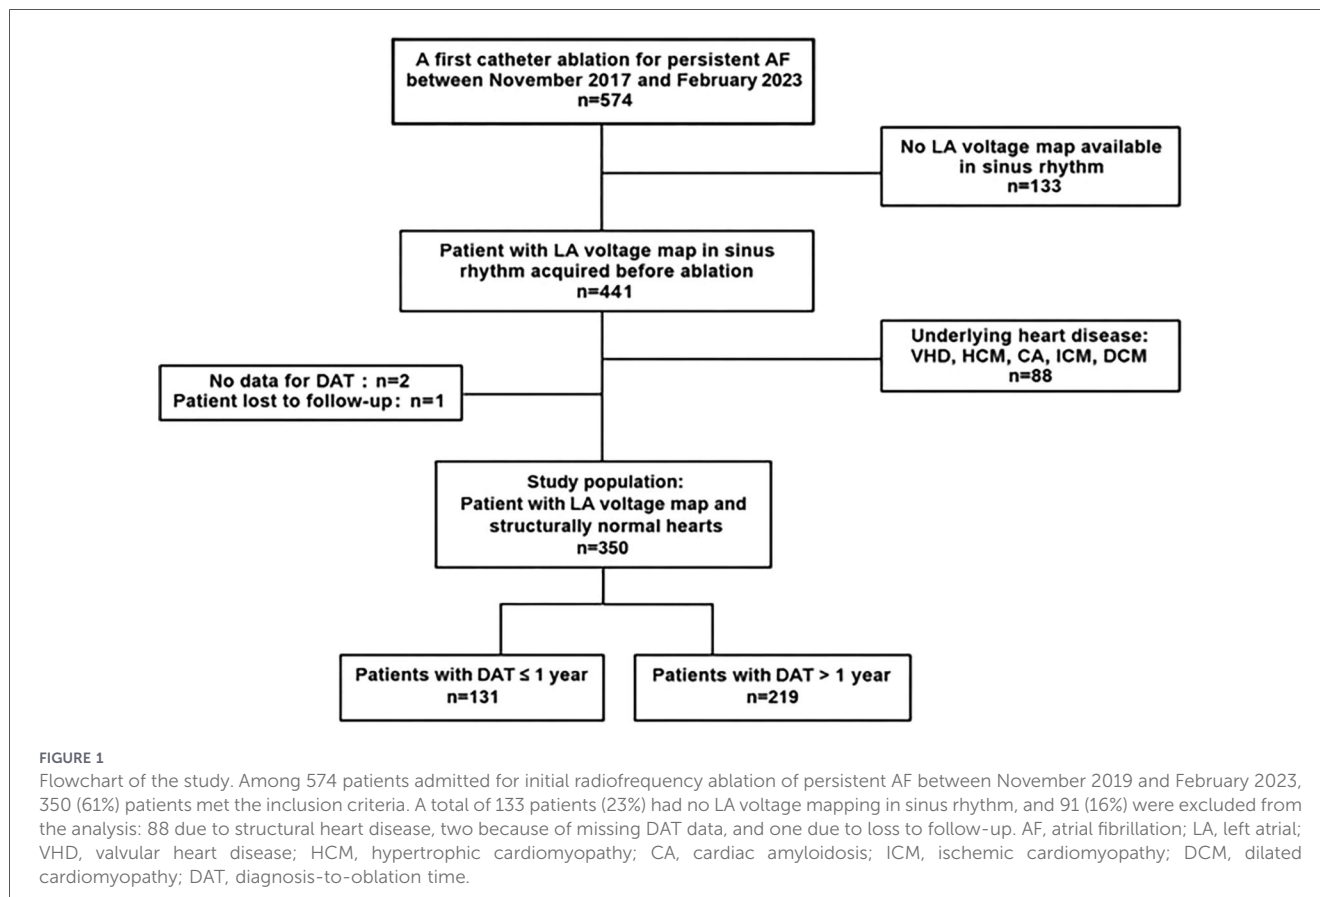 A first catheter ablation for persistent AF
between November 2017 and February 2023
n=574
No LA voltage map available
in sinus rhythm
n=133
Patient with LA voltage map in sinus
rhythm acquired before ablation
n=441
Underlying heart disease:
VHD, HCM, CA, ICM, DCM
n=88
No data for DAT : n=2
Patient lost to follow-up: n=1
Study population:
Patient with LA voltage map and
structurally normal hearts
n=350
Patients with DAT ≤ 1 year
n=131
Patients with DAT > 1 year
n=219
FIGURE 1
Flowchart of the study. Among 574 patients admitted for initial radiofrequency ablation of persistent AF between November 2019 and February 2023,
350 (61%) patients met the inclusion criteria. A total of 133 patients (23%) had no LA voltage mapping in sinus rhythm, and 91 (16%) were excluded from
the analysis: 88 due to structural heart disease, two because of missing DAT data, and one due to loss to follow-up. AF, atrial fibrillation; LA, left atrial;
VHD, valvular heart disease; HCM, hypertrophic cardiomyopathy; CA, cardiac amyloidosis; ICM, ischemic cardiomyopathy; DCM, dilated
cardiomyopathy; DAT, diagnosis-to-oblation time.